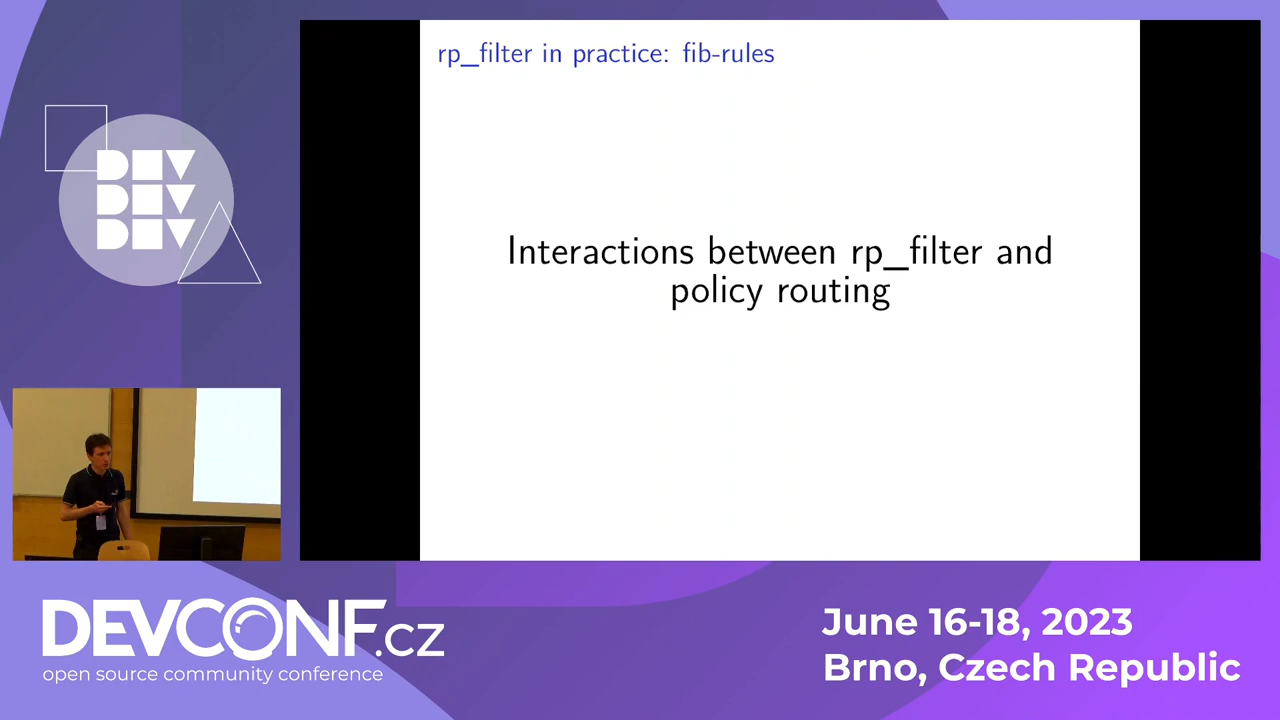 rp_filter in practice: fib-rules
Interactions between rp_filter and
policy routing
DEV
DEV
DEV
DEVCONF.cz
open source community conference
June 16-18, 2023
Brno, Czech Republic